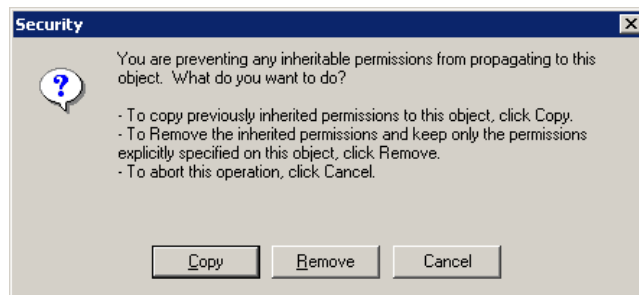 Security
You are preventing any inheritable permissions from propagating to this
object. What do you want to do?
- To copy previously inherited permissions to this object, click Copy.
- To Remove the inherited permissions and keep only the permissions
explicitly specified on this object, click Remove.
- To abort this operation, click Cancel.
Copy Remove Cancel